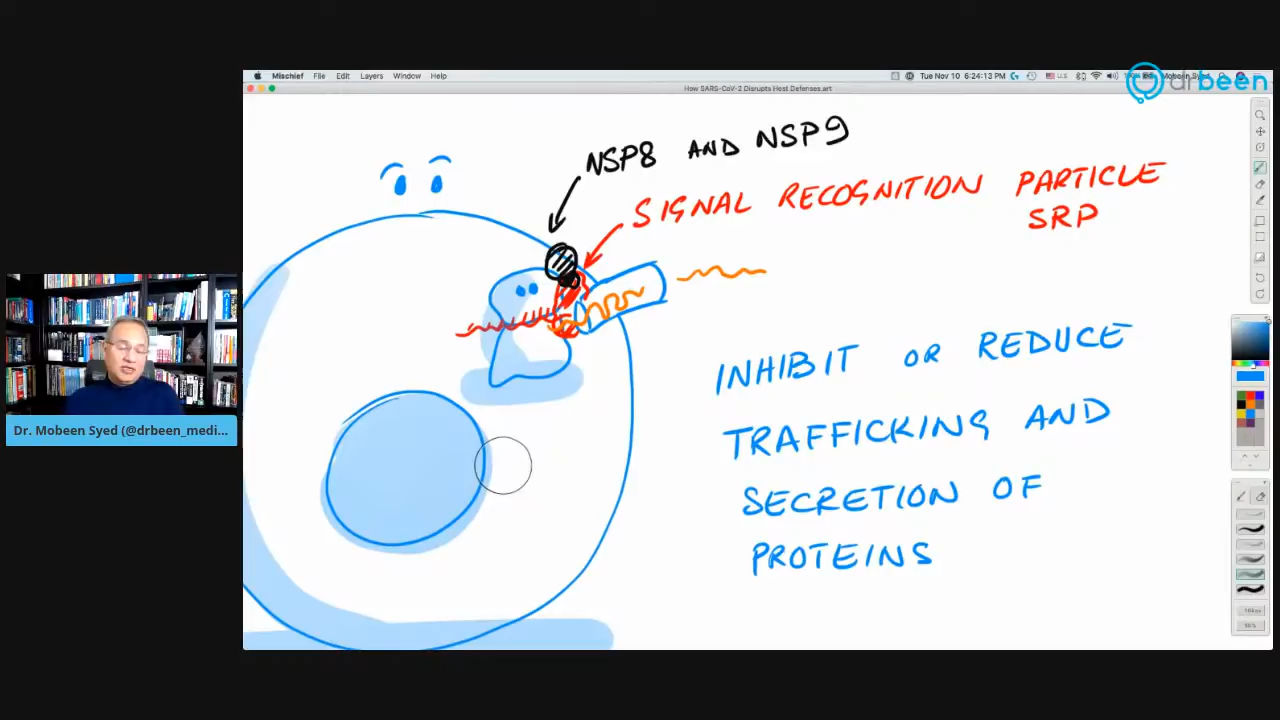 Mischief File Edit Layers Window Help
Tue Nov 10 6:24:13 PM
drbeen
How SARS-CoV-2 Disrupts Host Defenses.art
NSP8 AND NSP9
SIGNAL RECOGNITION PARTICLE
SRP
INHIBIT OR REDUCE
TRAFFICKING AND
SECRETION OF
PROTEINS
Dr. Mobeen Syed (@drbeen_medi...